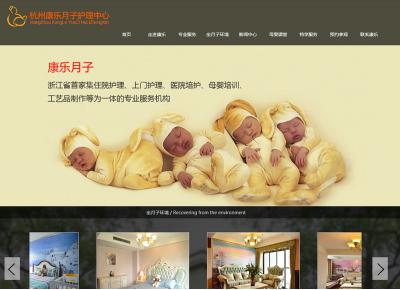 杭州康乐月子护理中心
首页 走进康乐 专业服务 坐月子环境 新闻中心 母婴课堂 特色服务 预约参观 联系康乐
康乐月子
浙江省首家集住院护理、上门护理、医院陪护、母婴培训、
工艺品制作等为一体的专业服务机构
坐月子环境 / Recovering from the environment